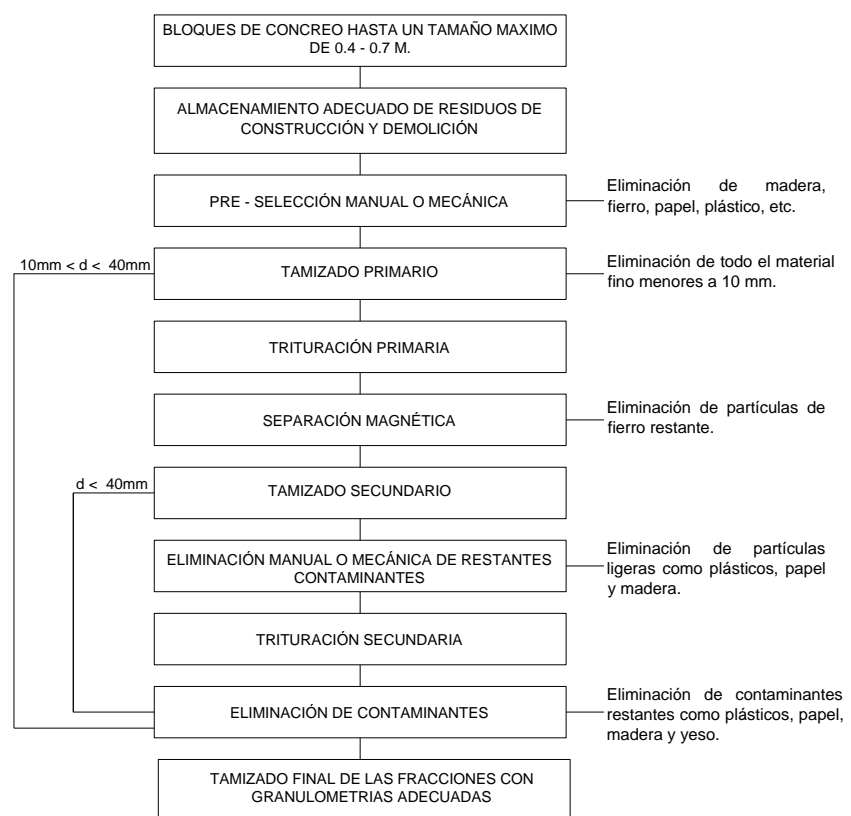 BLOQUES DE CONCREO HASTA UN TAMAÑO MAXIMO
DE 0.4 - 0.7 M.
ALMACENAMIENTO ADECUADO DE RESIDUOS DE
CONSTRUCCIÓN Y DEMOLICIÓN
PRE - SELECCIÓN MANUAL O MECÁNICA
Eliminación de madera,
fierro, papel, plástico, etc.
10mm < d < 40mm
TAMIZADO PRIMARIO
Eliminación de todo el material
fino menores a 10 mm.
TRITURACIÓN PRIMARIA
SEPARACIÓN MAGNÉTICA
Eliminación de partículas de
fierro restante.
d < 40mm
TAMIZADO SECUNDARIO
ELIMINACIÓN MANUAL O MECÁNICA DE RESTANTES
CONTAMINANTES
Eliminación de partículas
ligeras como plásticos, papel
y madera.
TRITURACIÓN SECUNDARIA
ELIMINACIÓN DE CONTAMINANTES
Eliminación de contaminantes
restantes como plásticos, papel,
madera y yeso.
TAMIZADO FINAL DE LAS FRACCIONES CON
GRANULOMETRIAS ADECUADAS